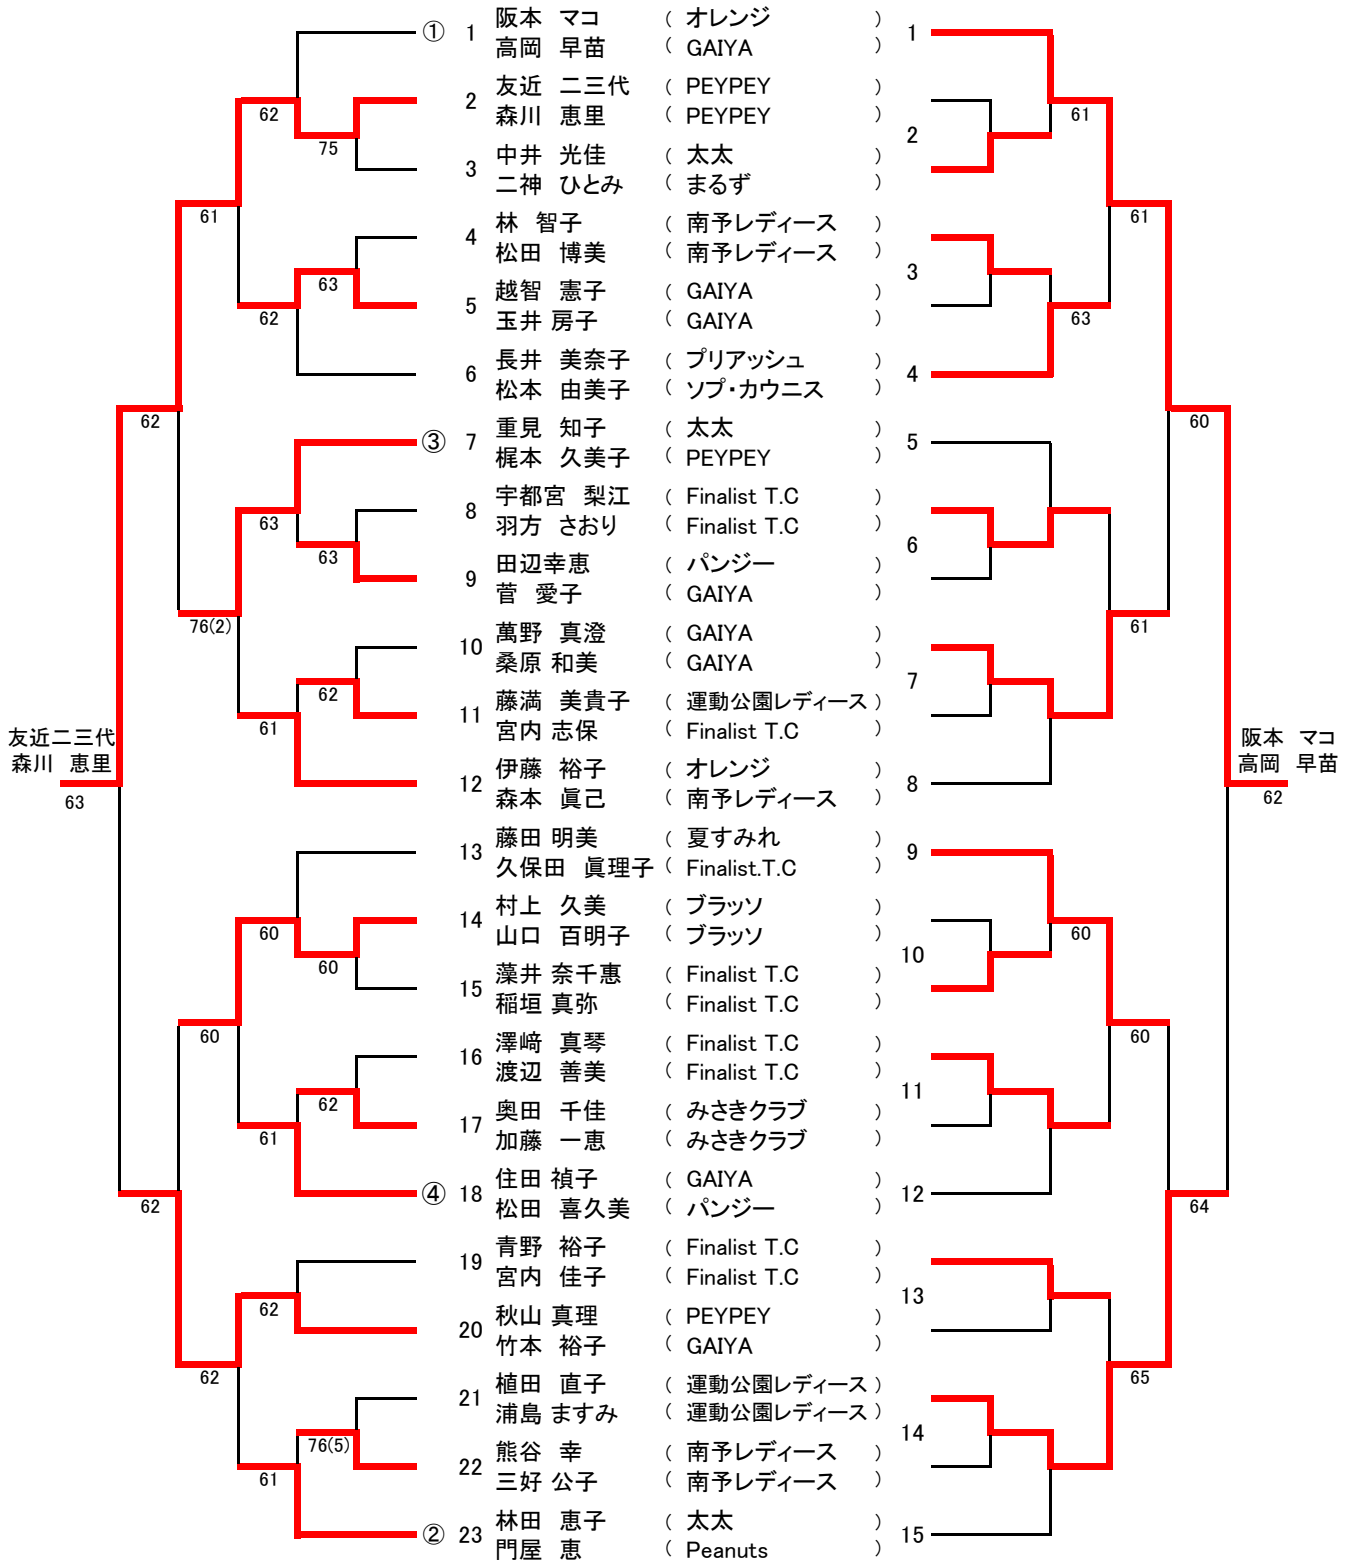 ① 1 阪本 マコ ( オレンジ ) 1
高岡 早苗 ( GAIYA )
2 友近 二三代 ( PEYPEY )
62 森川 恵里 ( PEYPEY ) 61
75 2
3 中井 光佳 ( 太太 )
二神 ひとみ ( まるず )
61 61
4 林 智子 ( 南予レディース )
松田 博美 ( 南予レディース )
63 3
5 越智 憲子 ( GAIYA )
62 玉井 房子 ( GAIYA ) 63
6 長井 美奈子 ( プリアッシュ ) 4
松本 由美子 ( ソプ・カウニス )
62 60
③ 7 重見 知子 ( 太太 ) 5
梶本 久美子 ( PEYPEY )
8 宇都宮 梨江 ( Finalist T.C )
63 羽方 さおり ( Finalist T.C )
63 6
9 田辺幸恵 ( パンジー )
菅 愛子 ( GAIYA )
76(2) 61
10 萬野 真澄 ( GAIYA )
桑原 和美 ( GAIYA )
62 7
11 藤満 美貴子 ( 運動公園レディース )
61 宮内 志保 ( Finalist T.C )
友近二三代 阪本 マコ
森川 恵里 高岡 早苗
12 伊藤 裕子 ( オレンジ ) 8
森本 眞己 ( 南予レディース )
63 62
13 藤田 明美 ( 夏すみれ ) 9
久保田 眞理子 ( Finalist.T.C )
14 村上 久美 ( ブラッソ )
60 山口 百明子 ( ブラッソ ) 60
60 10
15 藻井 奈千惠 ( Finalist T.C )
稲垣 真弥 ( Finalist T.C )
60 60
16 澤﨑 真琴 ( Finalist T.C )
渡辺 善美 ( Finalist T.C )
62 11
17 奥田 千佳 ( みさきクラブ )
61 加藤 一恵 ( みさきクラブ )
④ 18 住田 禎子 ( GAIYA ) 12
松田 喜久美 ( パンジー )
62 64
19 青野 裕子 ( Finalist T.C )
宮内 佳子 ( Finalist T.C )
62 13
20 秋山 真理 ( PEYPEY )
竹本 裕子 ( GAIYA )
62 65
21 植田 直子 ( 運動公園レディース )
浦島 ますみ ( 運動公園レディース )
76(5) 14
22 熊谷 幸 ( 南予レディース )
61 三好 公子 ( 南予レディース )
② 23 林田 恵子 ( 太太 ) 15
門屋 恵 ( Peanuts )